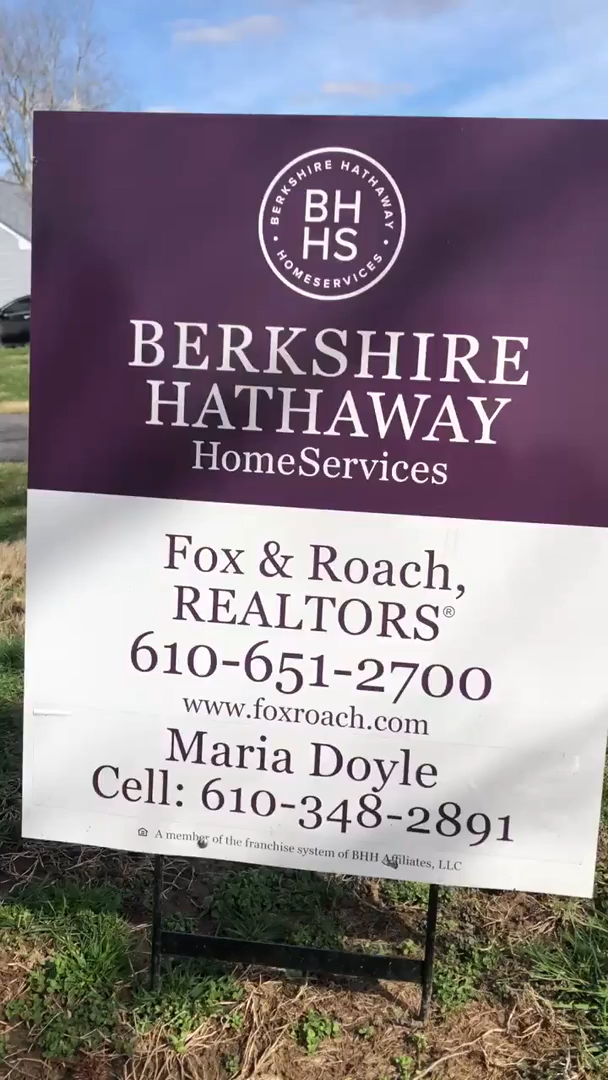 BERKSHIRE HATHAWAY
BH
HS
HOMESERVICES
BERKSHIRE
HATHAWAY
HomeServices
Fox & Roach,
REALTORS®
610-651-2700
www.foxroach.com
Maria Doyle
Cell: 610-348-2891
A member of the franchise system of BHH Affiliates, LLC